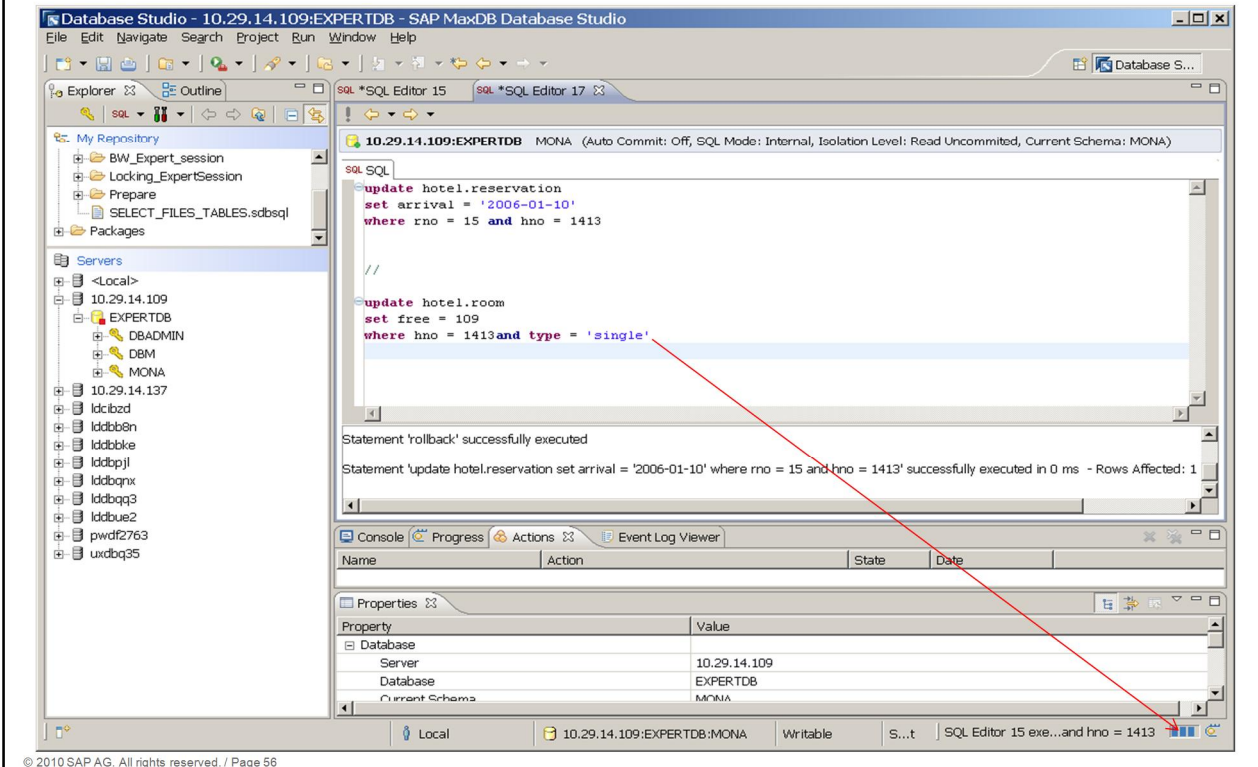 Database Studio - 10.29.14.109:EXPERTDB - SAP MaxDB Database Studio
File Edit Navigate Search Project Run Window Help
Database S...
Explorer Outline
My Repository
BW_Expert_session
Locking_ExpertSession
Prepare
SELECT_FILES_TABLES.sdbsql
Packages
Servers
<Local>
10.29.14.109
EXPERTDB
DBADMIN
DBM
MONA
10.29.14.137
ldcibzd
lddbb8n
lddbbke
lddbpjl
lddbqnx
lddbqq3
lddbue2
pwdf2763
uxdbq35
SQL *SQL Editor 15 SQL *SQL Editor 17
SQL
10.29.14.109:EXPERTDB MONA (Auto Commit: Off, SQL Mode: Internal, Isolation Level: Read Uncommited, Current Schema: MONA)
SQL SQL
update hotel.reservation
set arrival = '2006-01-10'
where rno = 15 and hno = 1413
//
update hotel.room
set free = 109
where hno = 1413and type = 'single'
Statement 'rollback' successfully executed
Statement 'update hotel.reservation set arrival = '2006-01-10' where rno = 15 and hno = 1413' successfully executed in 0 ms - Rows Affected: 1
Console Progress Actions Event Log Viewer
Name Action State Date
Properties
Property Value
Database
Server 10.29.14.109
Database EXPERTDB
Current Schema MONA
Local 10.29.14.109:EXPERTDB:MONA Writable S...t SQL Editor 15 exe...and hno = 1413
© 2010 SAP AG. All rights reserved. / Page 56